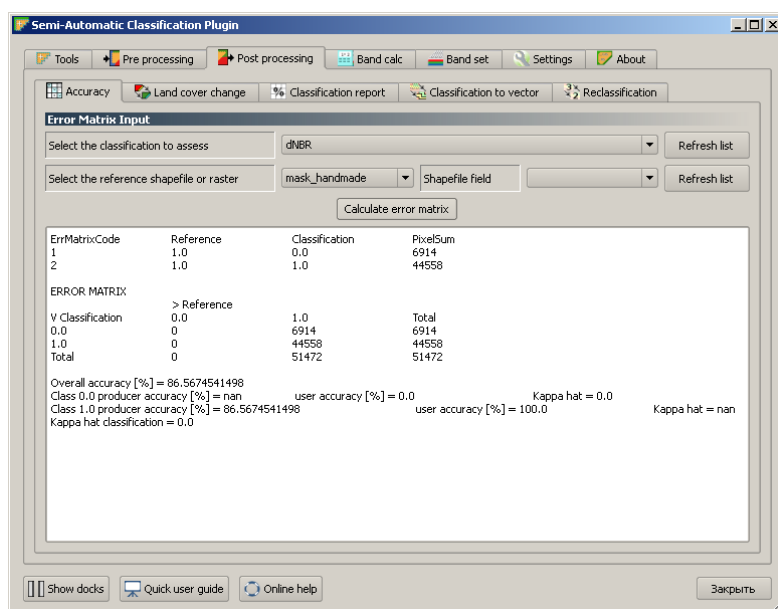 Semi-Automatic Classification Plugin
Tools Pre processing Post processing Band calc Band set Settings About
Accuracy Land cover change Classification report Classification to vector Reclassification
Error Matrix Input
Select the classification to assess dNBR Refresh list
Select the reference shapefile or raster mask_handmade Shapefile field Refresh list
Calculate error matrix
ErrMatrixCode Reference Classification PixelSum
1 1.0 0.0 6914
2 1.0 1.0 44558
ERROR MATRIX
> Reference
V Classification 0.0 1.0 Total
0.0 0 6914 6914
1.0 0 44558 44558
Total 0 51472 51472
Overall accuracy [%] = 86.5674541498
Class 0.0 producer accuracy [%] = nan user accuracy [%] = 0.0 Kappa hat = 0.0
Class 1.0 producer accuracy [%] = 86.5674541498 user accuracy [%] = 100.0 Kappa hat = nan
Kappa hat classification = 0.0
Show docks Quick user guide Online help Закрыть